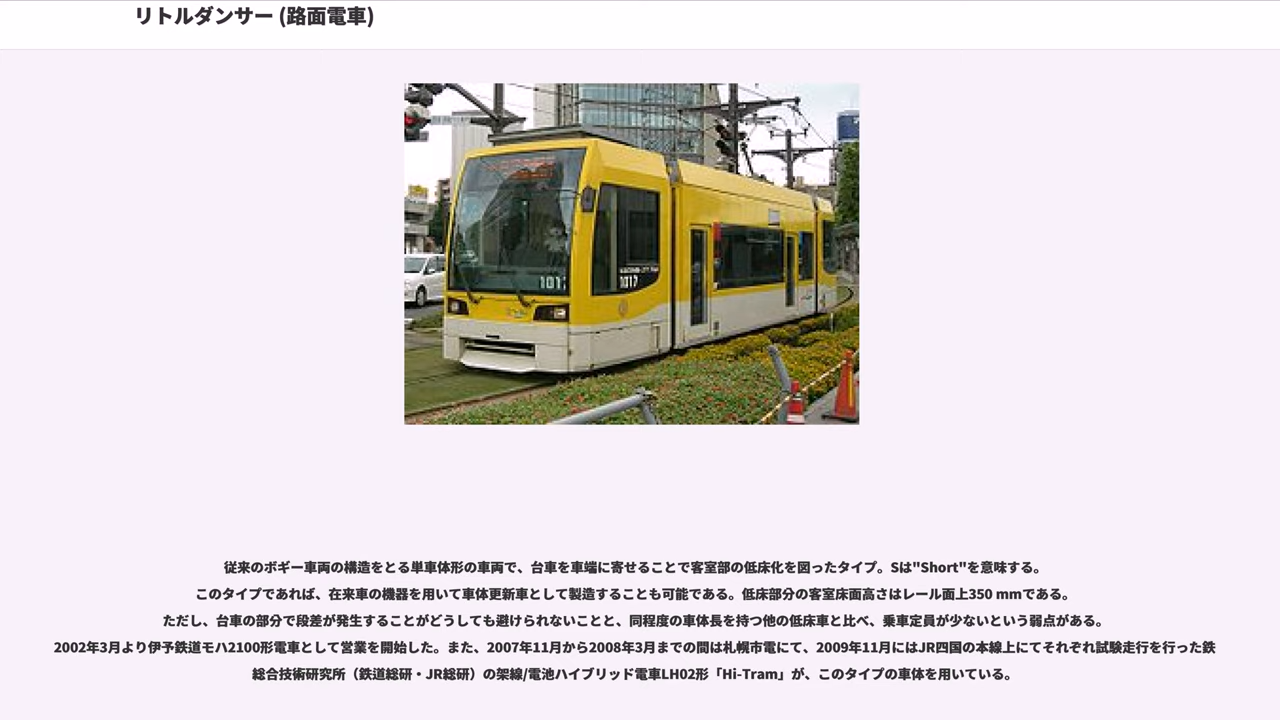 リトルダンサー (路面電車)
1017
1017
従来のボギー車両の構造をとる単車体形の車両で、台車を車端に寄せることで客室部の低床化を図ったタイプ。Sは"Short"を意味する。
このタイプであれば、在来車の機器を用いて車体更新車として製造することも可能である。低床部分の客室床面高さはレール面上350 mmである。
ただし、台車の部分で段差が発生することがどうしても避けられないことと、同程度の車体長を持つ他の低床車と比べ、乗車定員が少ないという弱点がある。
2002年3月より伊予鉄道モハ2100形電車として営業を開始した。また、2007年11月から2008年3月までの間は札幌市電にて、2009年11月にはJR四国の本線上にてそれぞれ試験走行を行った鉄
総合技術研究所（鉄道総研・JR総研）の架線/電池ハイブリッド電車LH02形「Hi-Tram」が、このタイプの車体を用いている。